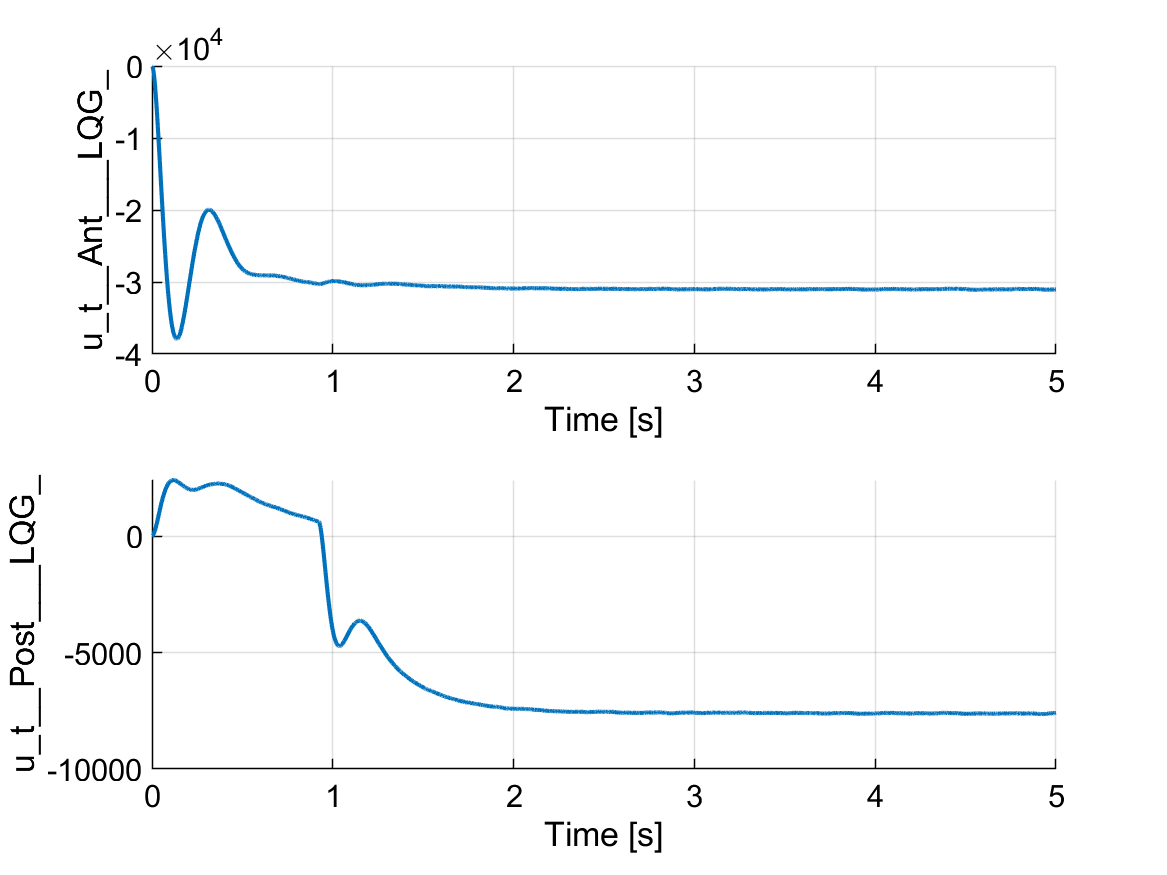 ×10^4
u_t__Ant___LQG_
0
-1
-2
-3
-4
0 1 2 3 4 5
Time [s]
u_t__Post___LQG_
0
-5000
-10000
0 1 2 3 4 5
Time [s]